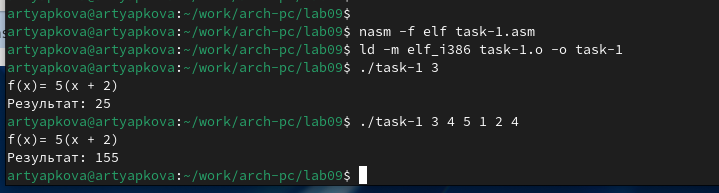 artyapkova@artyapkova:~/work/arch-pc/lab09$
artyapkova@artyapkova:~/work/arch-pc/lab09$ nasm -f elf task-1.asm
artyapkova@artyapkova:~/work/arch-pc/lab09$ ld -m elf_i386 task-1.o -o task-1
artyapkova@artyapkova:~/work/arch-pc/lab09$ ./task-1 3
f(x)= 5(x + 2)
Результат: 25
artyapkova@artyapkova:~/work/arch-pc/lab09$ ./task-1 3 4 5 1 2 4
f(x)= 5(x + 2)
Результат: 155
artyapkova@artyapkova:~/work/arch-pc/lab09$